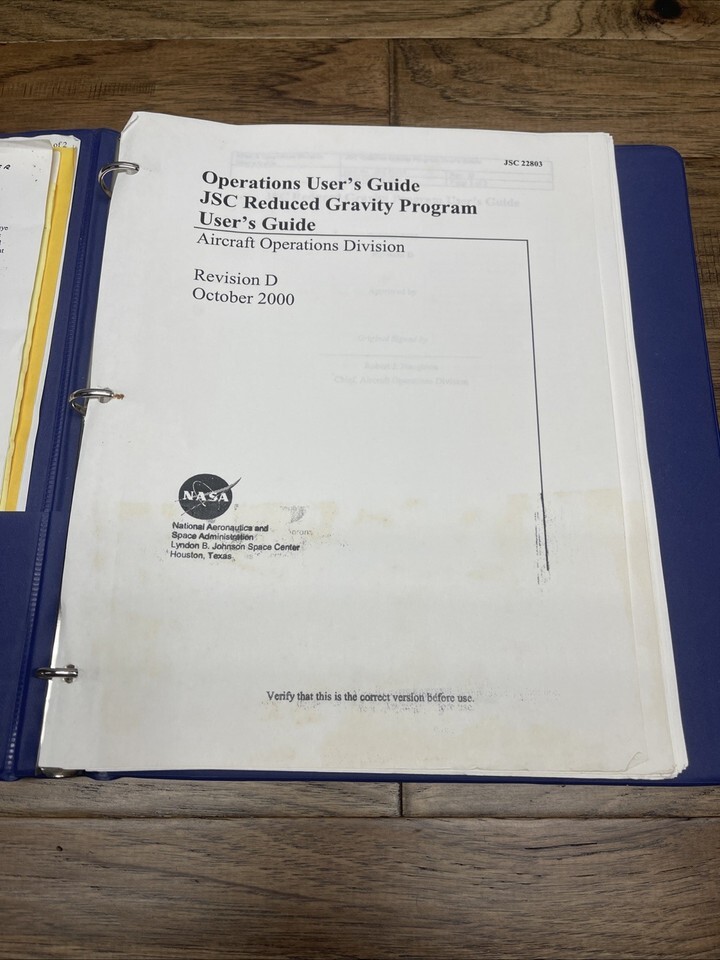 of 2
JSC 22803
Operations User's Guide
JSC Reduced Gravity Program
User's Guide
Aircraft Operations Division
Revision D
October 2000
NASA
National Aeronautics and
Space Administration
Lyndon B. Johnson Space Center
Houston, Texas
Verify that this is the correct version before use.